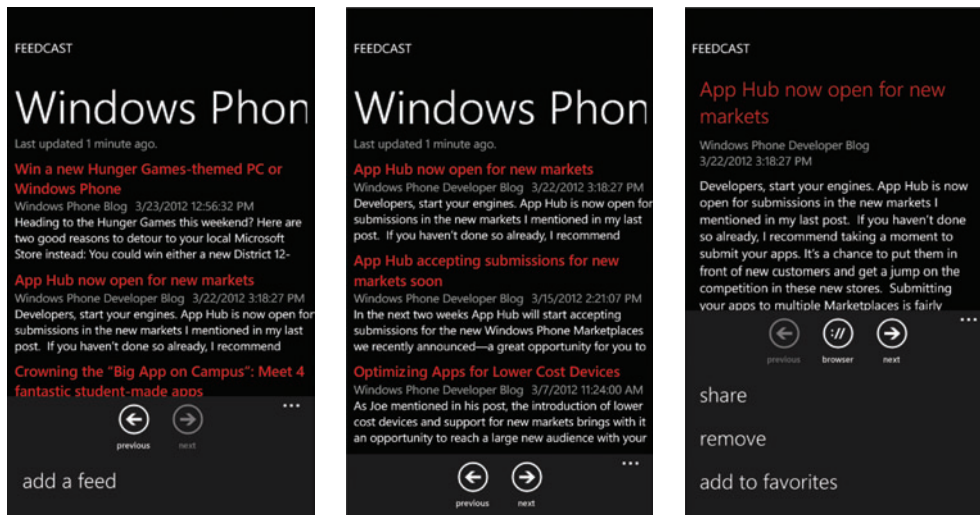 FEEDCAST
Windows Phon
Last updated 1 minute ago.
Win a new Hunger Games-themed PC or
Windows Phone
Windows Phone Blog 3/23/2012 12:56:32 PM
Heading to the Hunger Games this weekend? Here are
two good reasons to detour to your local Microsoft
Store instead: You could win either a new District 12-
App Hub now open for new markets
Windows Phone Developer Blog 3/22/2012 3:18:27 PM
Developers, start your engines. App Hub is now open for
submissions in the new markets I mentioned in my last
post. If you haven't done so already, I recommend
Crowning the "Big App on Campus": Meet 4
fantastic student-made apps
previous
next
add a feed
FEEDCAST
Windows Phon
Last updated 1 minute ago.
App Hub now open for new markets
Windows Phone Developer Blog 3/22/2012 3:18:27 PM
Developers, start your engines. App Hub is now open for
submissions in the new markets I mentioned in my last
post. If you haven't done so already, I recommend
App Hub accepting submissions for new
markets soon
Windows Phone Developer Blog 3/15/2012 2:21:07 PM
In the next two weeks App Hub will start accepting
submissions for the new Windows Phone Marketplaces
we recently announced—a great opportunity for you to
Optimizing Apps for Lower Cost Devices
Windows Phone Developer Blog 3/7/2012 11:24:00 AM
As Joe mentioned in his post, the introduction of lower
cost devices and support for new markets brings with it
an opportunity to reach a large new audience with your
previous
next
FEEDCAST
App Hub now open for new
markets
Windows Phone Developer Blog
3/22/2012 3:18:27 PM
Developers, start your engines. App Hub is now
open for submissions in the new markets I
mentioned in my last post. If you haven't done
so already, I recommend taking a moment to
submit your apps. It's a chance to put them in
front of new customers and get a jump on the
competition in these new stores. Submitting
your apps to multiple Marketplaces is fairly
://
previous
browser
next
share
remove
add to favorites